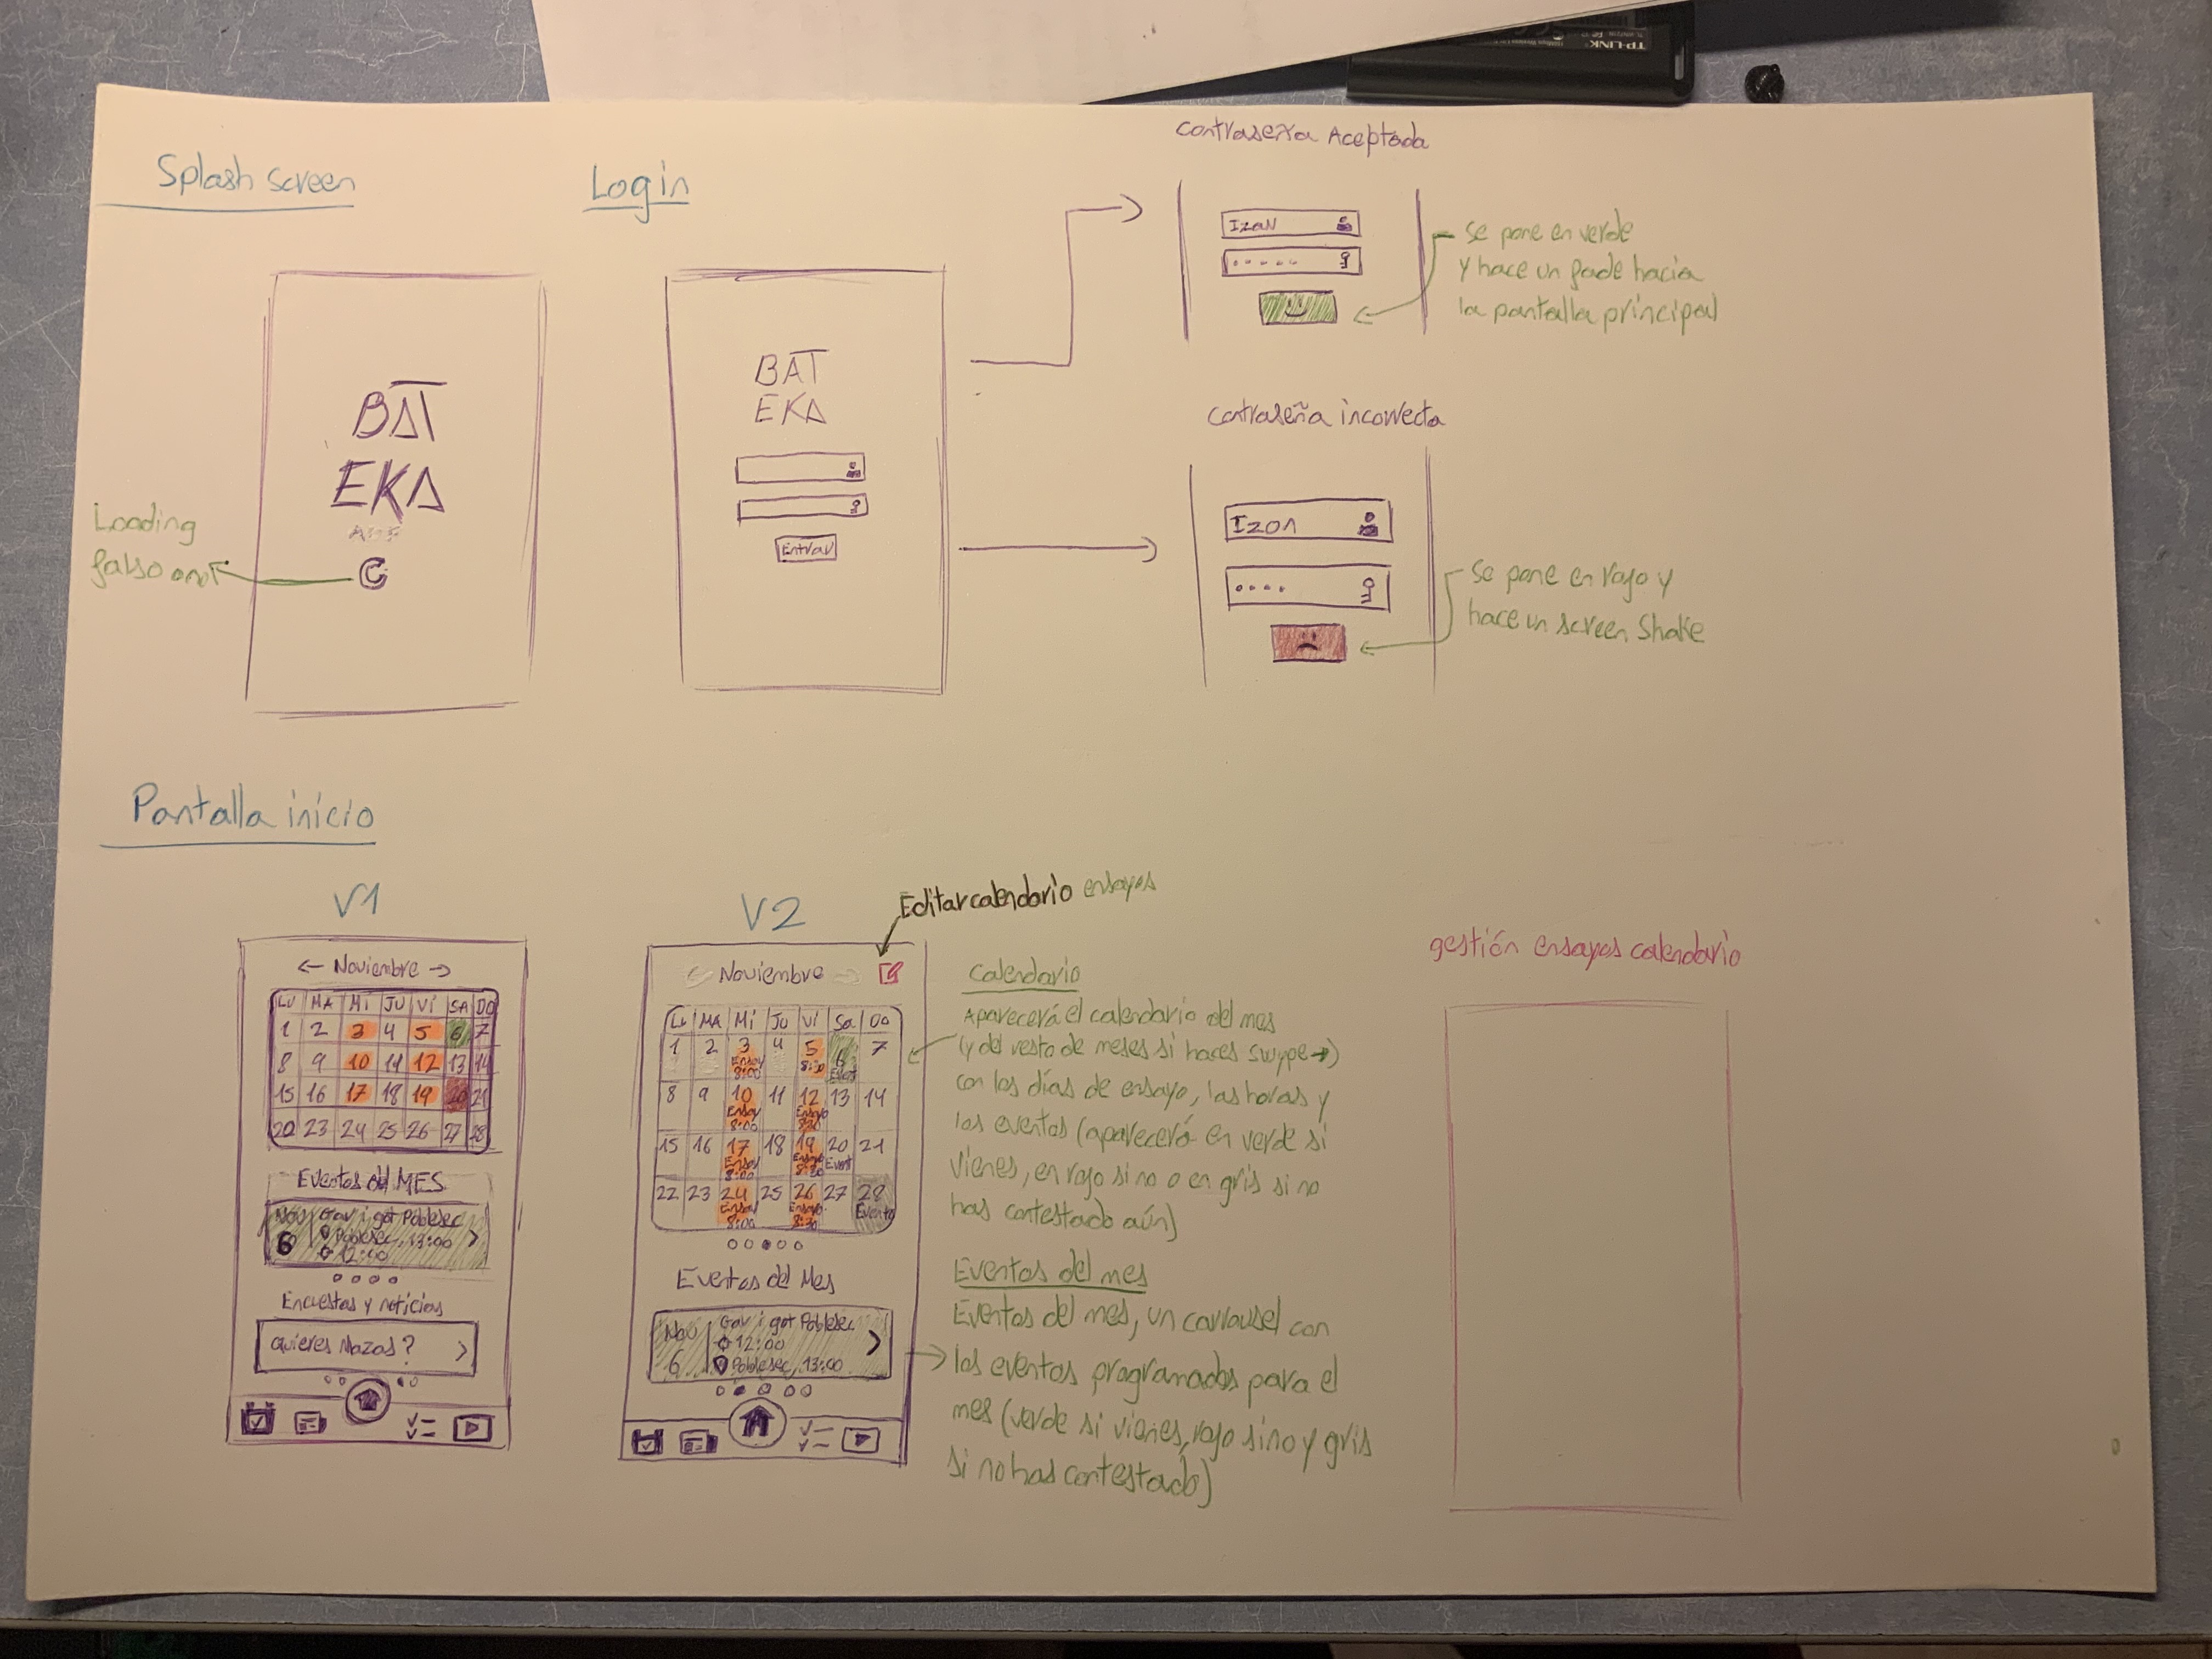 TP-LINK
Splash screen
BAT
EKA
Loading
falso
Login
BAT
EKA
Entrar
contraseña Aceptada
Izan
.....
se pone en verde
y hace un fade hacia
la pantalla principal
contraseña incorrecta
Izan
....
se pone en rojo y
hace un screen Shake
Pantalla inicio
V1
← Noviembre →
LU MA MI JU VI SA DO
1 2 3 4 5 6 7
8 9 10 11 12 13 14
15 16 17 18 19 20 21
20 23 24 25 26 27 28
Eventos del MES
Nov
6
Gav i got Poblesec
Poblesec, 13:00
12:00
Encuestas y noticias
quieres Mazas?
V2
Editar calendario ensayos
← Noviembre →
LU MA Mi Ju Vi Sa Do
1 2 3 4 5 6 7
Ensay 8:00 8:30 Event
8 9 10 11 12 13 14
Ensay 8:00 Ensayo 8:30
15 16 17 18 19 20 21
Ensay 8:00 Ensayo 8:30 Event
22 23 24 25 26 27 28
Ensay 8:00 Ensayo 8:30 Evento
Eventos del Mes
Nov
6
Gav i got Poblesec
12:00
Poblesec, 13:00
Calendario
Aparecerá el calendario del mes
(y del resto de meses si haces swype →)
con los días de ensayo, las horas y
los eventos (aparecerá en verde si
vienes, en rojo si no o en gris si no
has contestado aún)
Eventos del mes
Eventos del mes, un carrousel con
los eventos programados para el
mes (verde si vienes, rojo si no y gris
si no has contestado)
gestión ensayos calendario